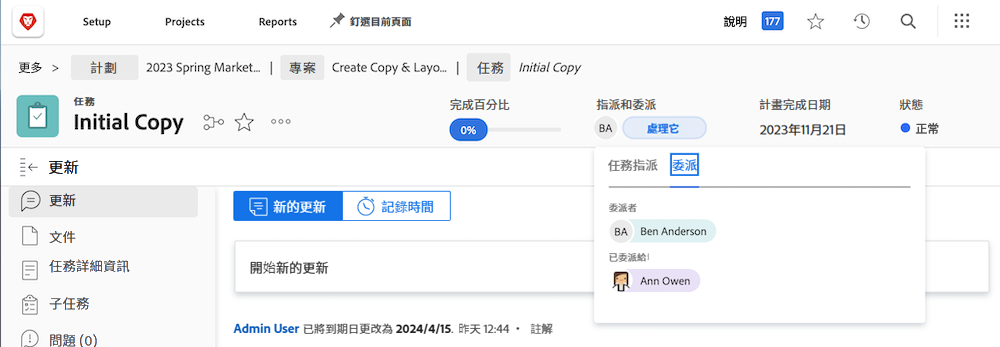 Setup Projects Reports 釘選目前頁面 說明 177
更多 > 計劃 2023 Spring Market... | 專案 Create Copy & Layo... | 任務 Initial Copy
任務
Initial Copy
完成百分比
0%
指派和委派
BA 處理它
計畫完成日期
2023年11月21日
狀態
正常
更新
更新
文件
任務詳細資訊
子任務
問題 (0)
新的更新 記錄時間
開始新的更新
Admin User 已將到期日更改為 2024/4/15. 昨天 12:44 • 註解
任務指派 委派
委派者
BA Ben Anderson
已委派給!
Ann Owen